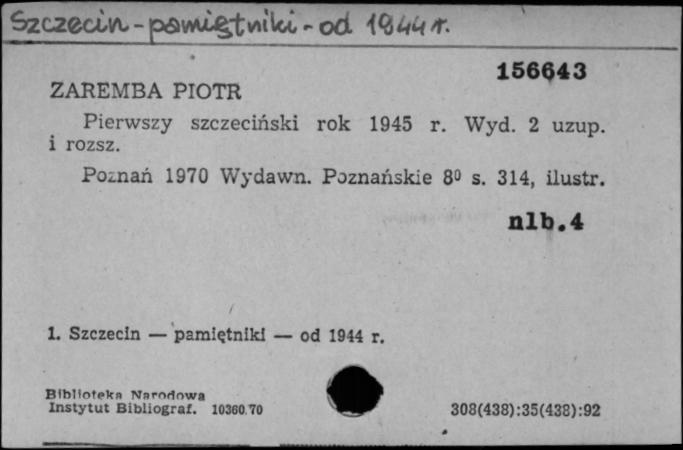 Szczecin - pamiętniki - od 1944 r.
156643
ZAREMBA PIOTR
Pierwszy szczeciński rok 1945 r. Wyd. 2 uzup.
i rozsz.
Poznań 1970 Wydawn. Poznańskie 8º s. 314, ilustr.
nlb.4
1. Szczecin — pamiętniki — od 1944 r.
Biblioteka Narodowa
Instytut Bibliograf. 10360.70
308(438):35(438):92